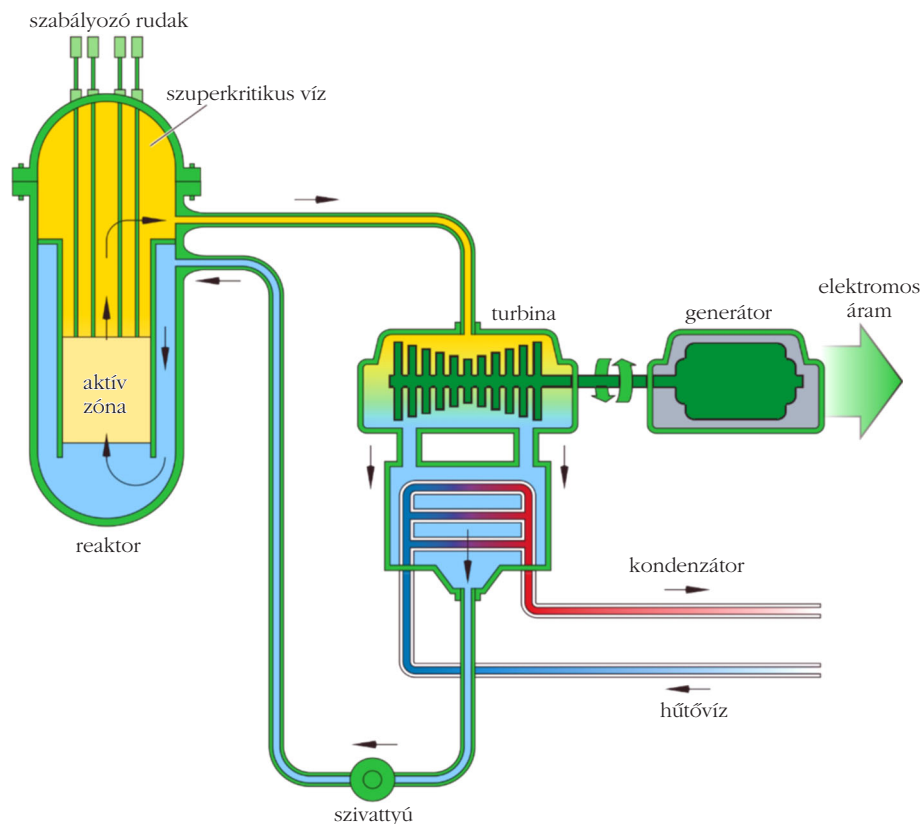 szabályozó rudak
szuperkritikus víz
elektromos
áram
turbina
generátor
aktív
zóna
reaktor
kondenzátor
hűtővíz
szivattyú